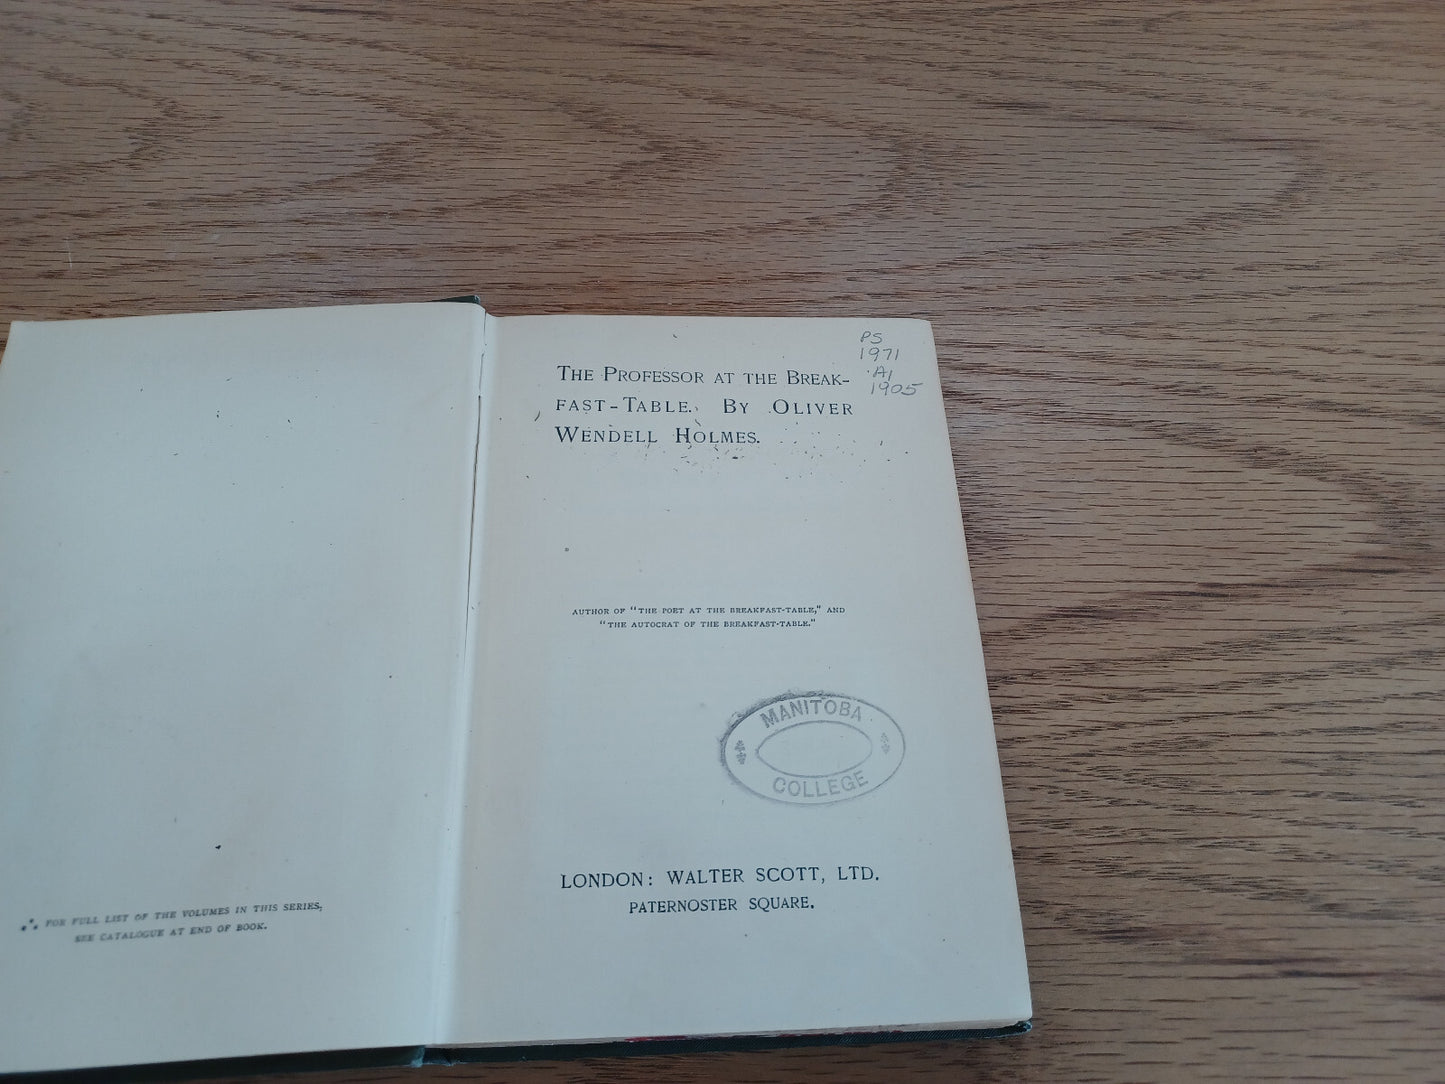 ⁂ FOR FULL LIST OF THE VOLUMES IN THIS SERIES,
SEE CATALOGUE AT END OF BOOK.
PS
1971
.A1
1905
THE PROFESSOR AT THE BREAK-
FAST-TABLE. BY OLIVER
WENDELL HOLMES.
AUTHOR OF "THE POET AT THE BREAKFAST-TABLE," AND
"THE AUTOCRAT OF THE BREAKFAST-TABLE."
MANITOBA
COLLEGE
LONDON: WALTER SCOTT, LTD.
PATERNOSTER SQUARE.